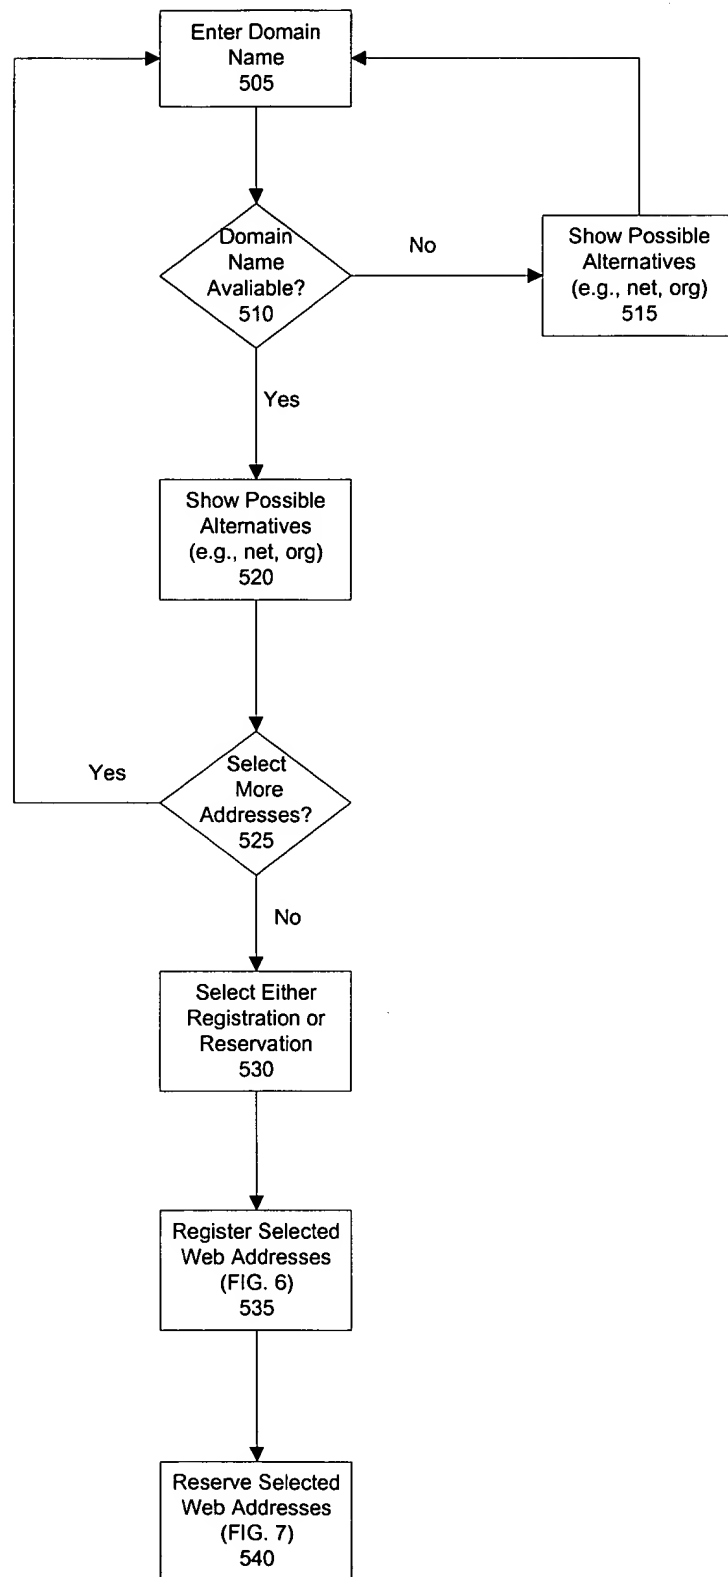 Enter Domain
Name
505
Domain
Name
Avaliable?
510
No
Show Possible
Alternatives
(e.g., net, org)
515
Yes
Show Possible
Alternatives
(e.g., net, org)
520
Select
More
Addresses?
525
Yes
No
Select Either
Registration or
Reservation
530
Register Selected
Web Addresses
(FIG. 6)
535
Reserve Selected
Web Addresses
(FIG. 7)
540